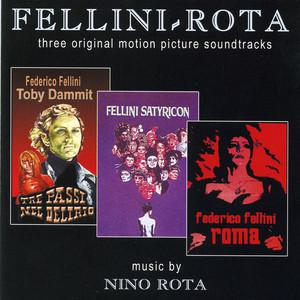 FELLINI-ROTA
three original motion picture soundtracks
Federico Fellini
Toby Dammit
TRE PASSI
NEL DELIRIO
FELLINI SATYRICON
federico fellini
roma
music by
NINO ROTA